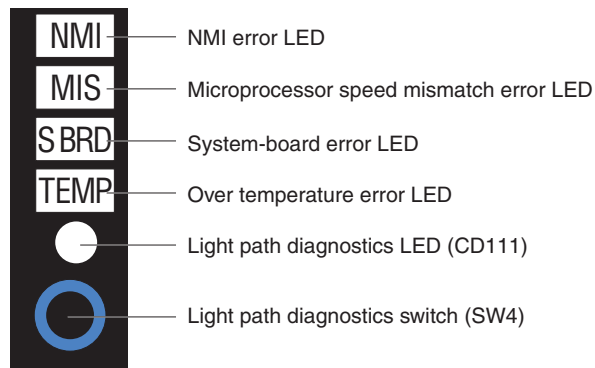 NMI NMI error LED
MIS Microprocessor speed mismatch error LED
S BRD System-board error LED
TEMP Over temperature error LED
Light path diagnostics LED (CD111)
Light path diagnostics switch (SW4)